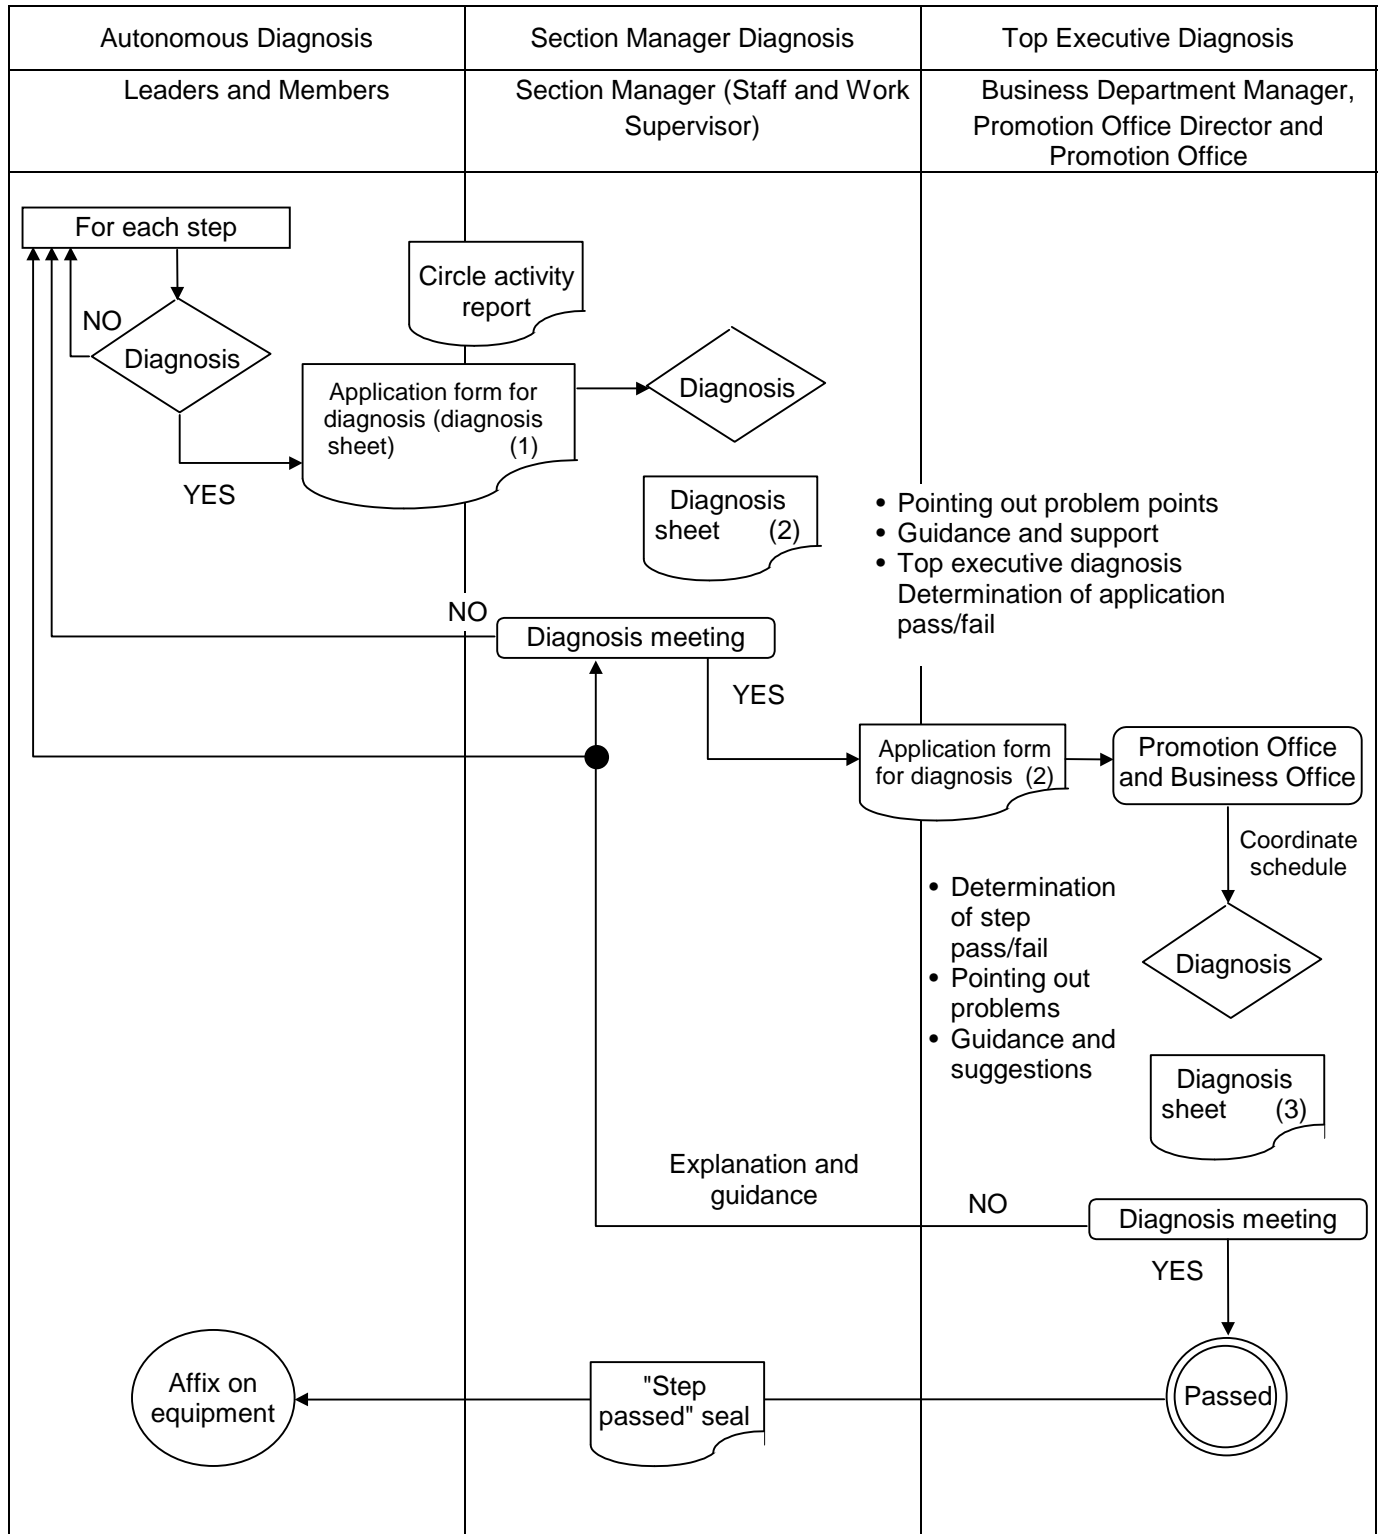 Autonomous Diagnosis
Section Manager Diagnosis
Top Executive Diagnosis
Leaders and Members
Section Manager (Staff and Work
Supervisor)
Business Department Manager,
Promotion Office Director and
Promotion Office
For each step
NO
Diagnosis
YES
Circle activity
report
Application form for
diagnosis (diagnosis
sheet) (1)
Diagnosis
Diagnosis
sheet (2)
• Pointing out problem points
• Guidance and support
• Top executive diagnosis
Determination of application
pass/fail
NO
Diagnosis meeting
YES
Application form
for diagnosis (2)
Promotion Office
and Business Office
Coordinate
schedule
• Determination
of step
pass/fail
• Pointing out
problems
• Guidance and
suggestions
Diagnosis
Diagnosis
sheet (3)
Explanation and
guidance
NO
Diagnosis meeting
YES
Affix on
equipment
"Step
passed" seal
Passed